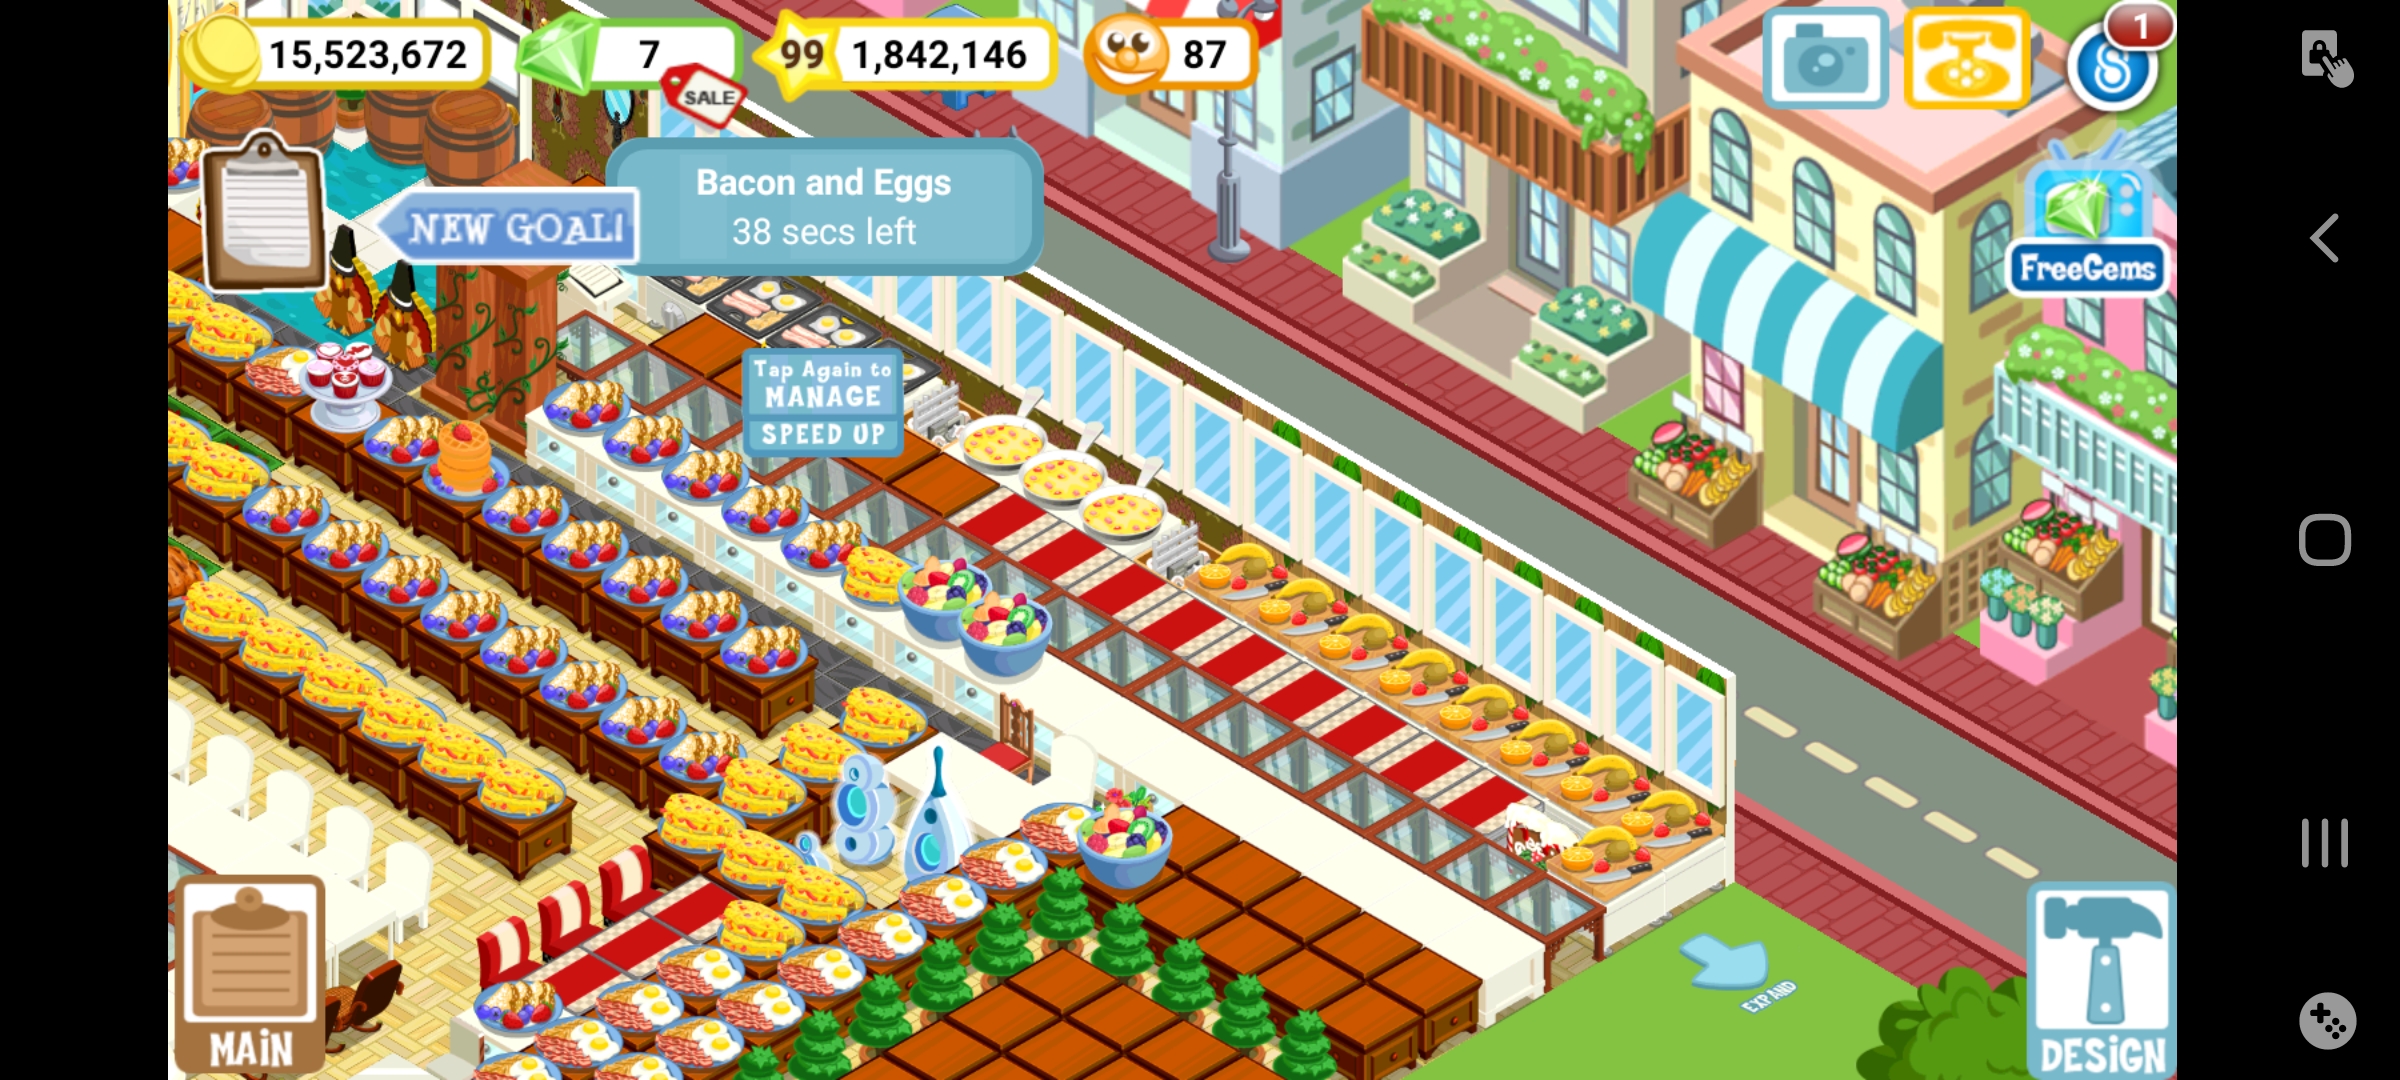 15,523,672
7
SALE
99
1,842,146
87
1
Bacon and Eggs
38 secs left
NEW GOAL!
FreeGems
Tap Again to
MANAGE
SPEED UP
EXPAND
MAIN
DESIGN